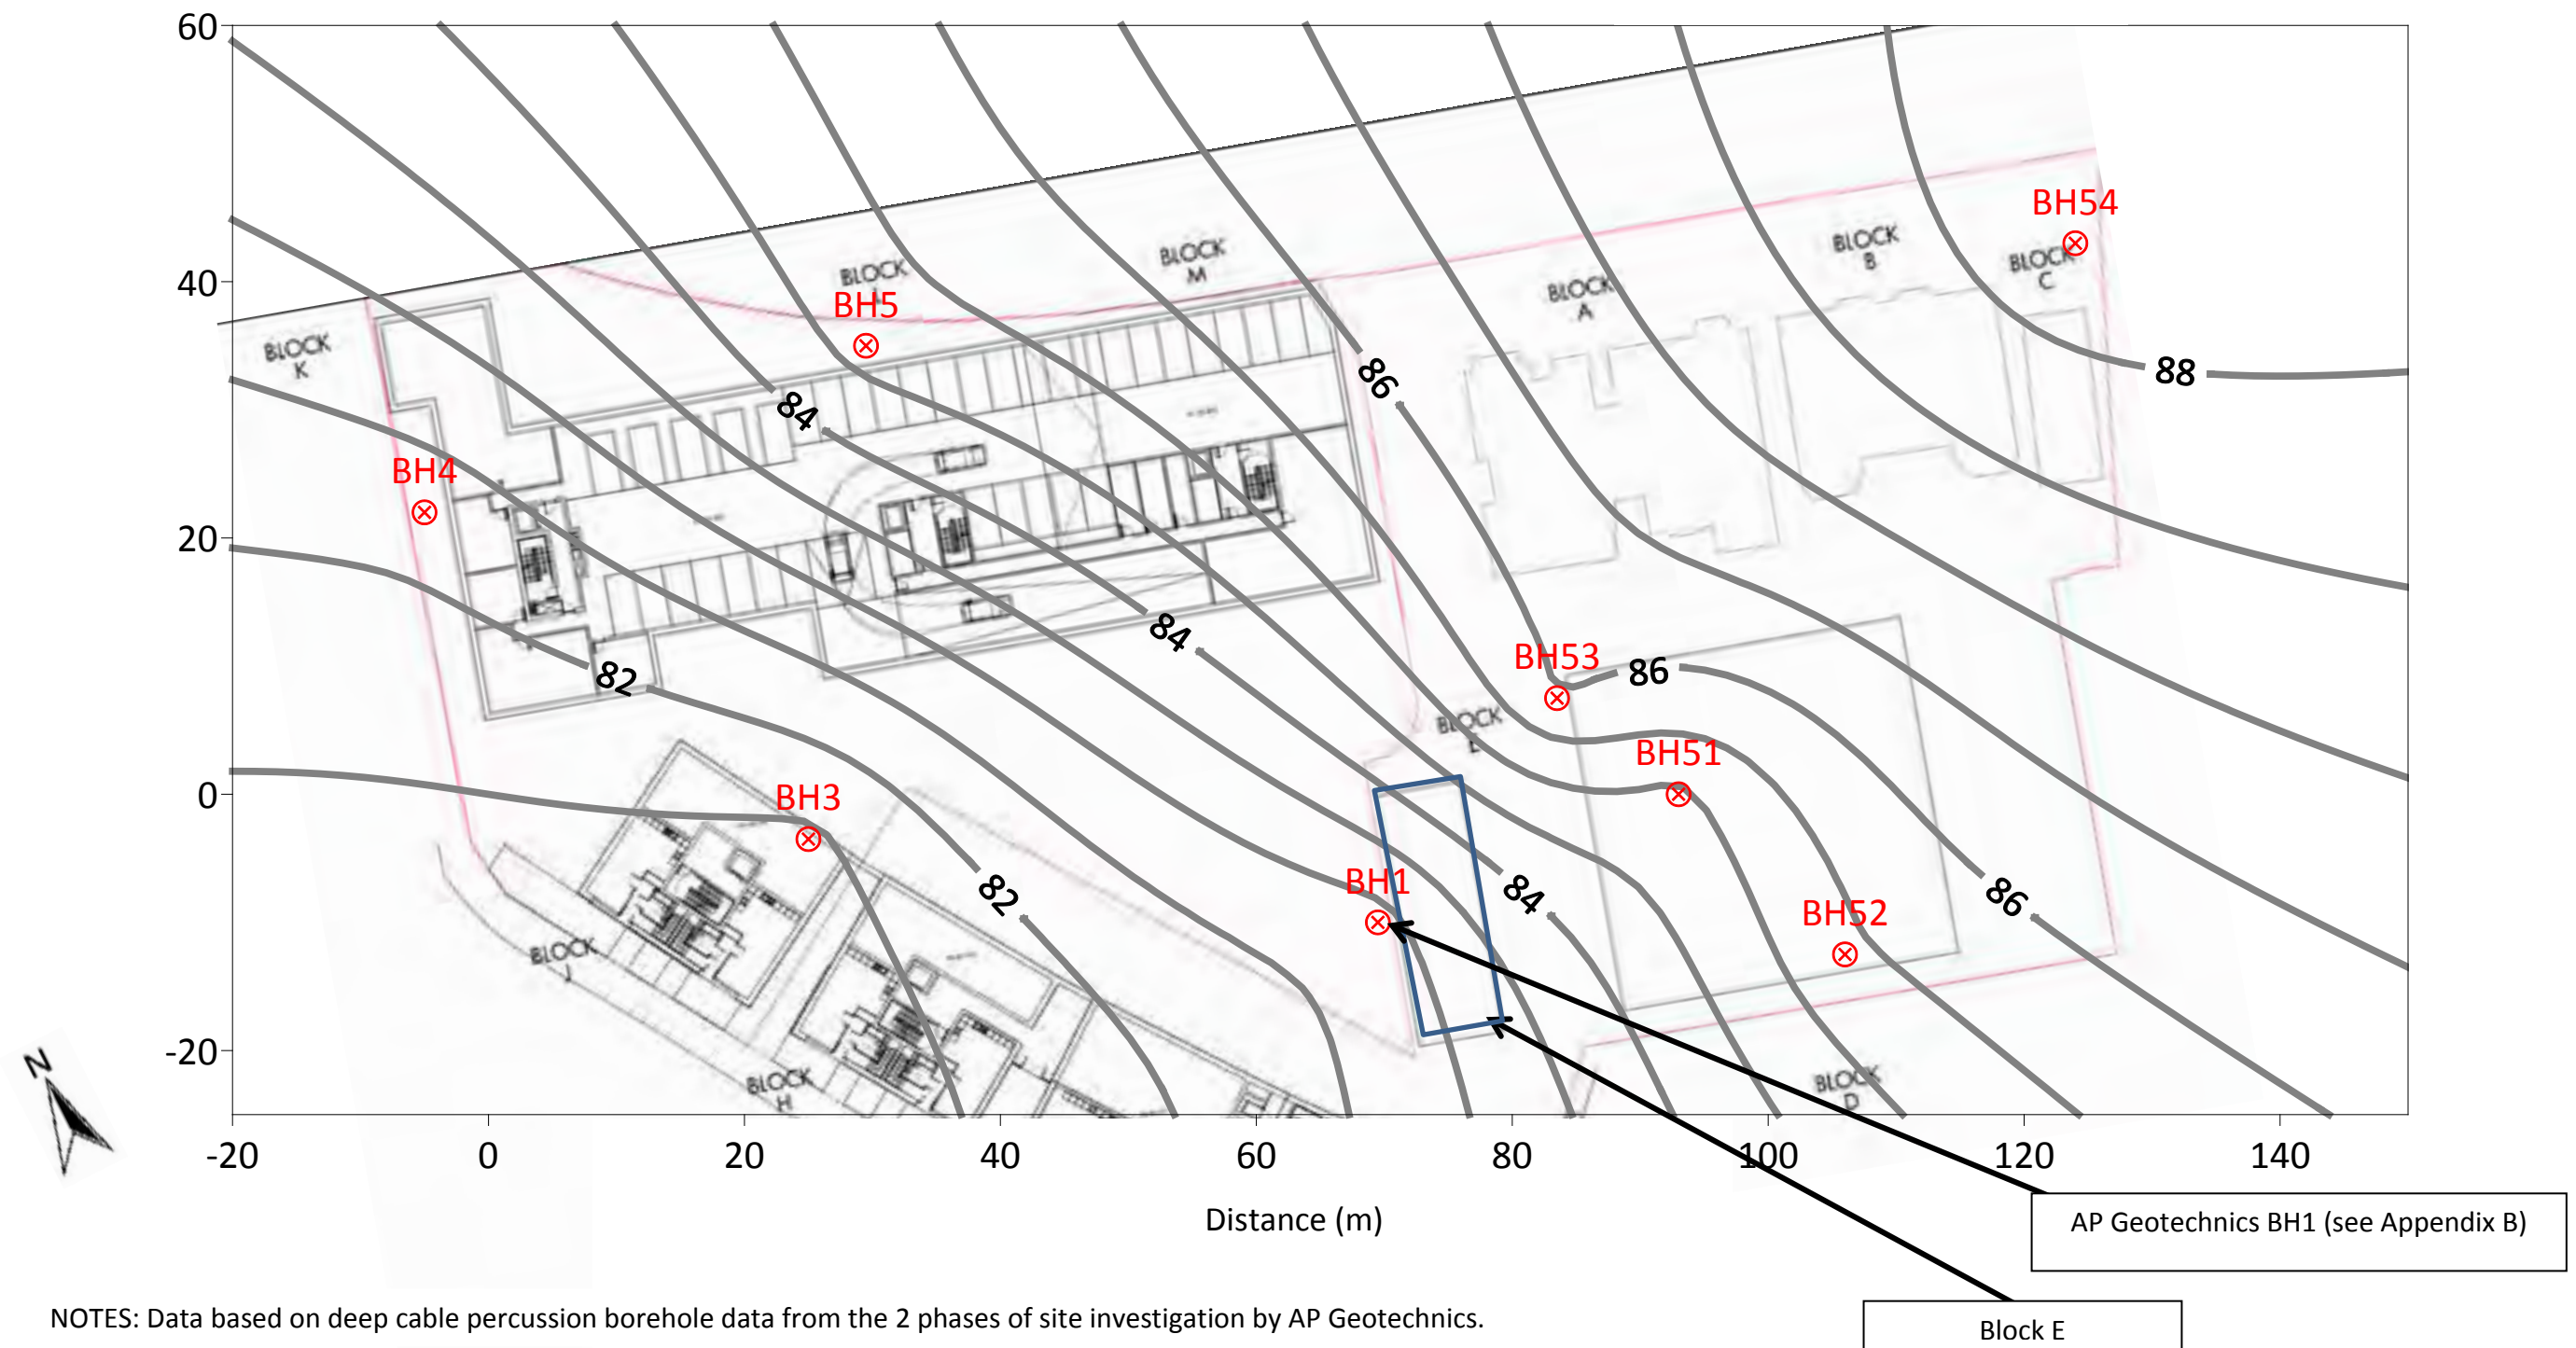 60
40
20
0
-20
-20
0
20
40
60
80
100
120
140
Distance (m)
BH54
BLOCK
B
BLOCK
C
BLOCK
M
BLOCK
BH5
BLOCK
A
BLOCK
K
88
86
84
BH4
84
82
BH53
86
BLOCK
BH51
BH3
82
BH1
84
86
BH52
BLOCK
J
BLOCK
H
BLOCK
D
N
AP Geotechnics BH1 (see Appendix B)
NOTES: Data based on deep cable percussion borehole data from the 2 phases of site investigation by AP Geotechnics.
Block E